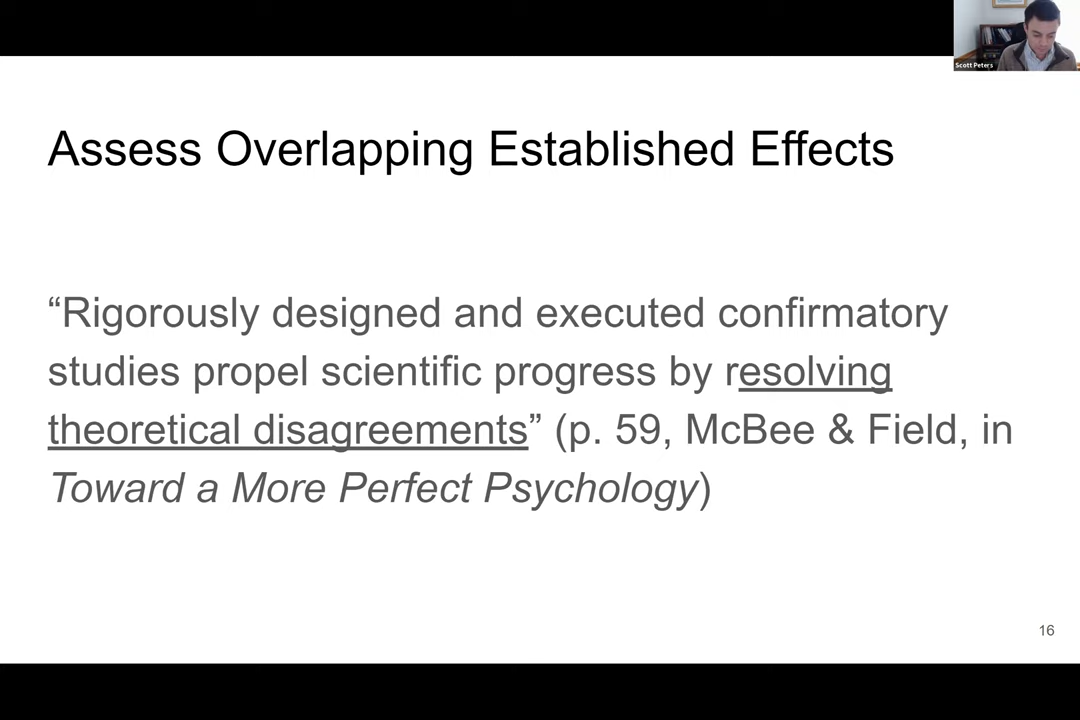 Scott Peters
Assess Overlapping Established Effects
“Rigorously designed and executed confirmatory
studies propel scientific progress by resolving
theoretical disagreements” (p. 59, McBee & Field, in
Toward a More Perfect Psychology)
16